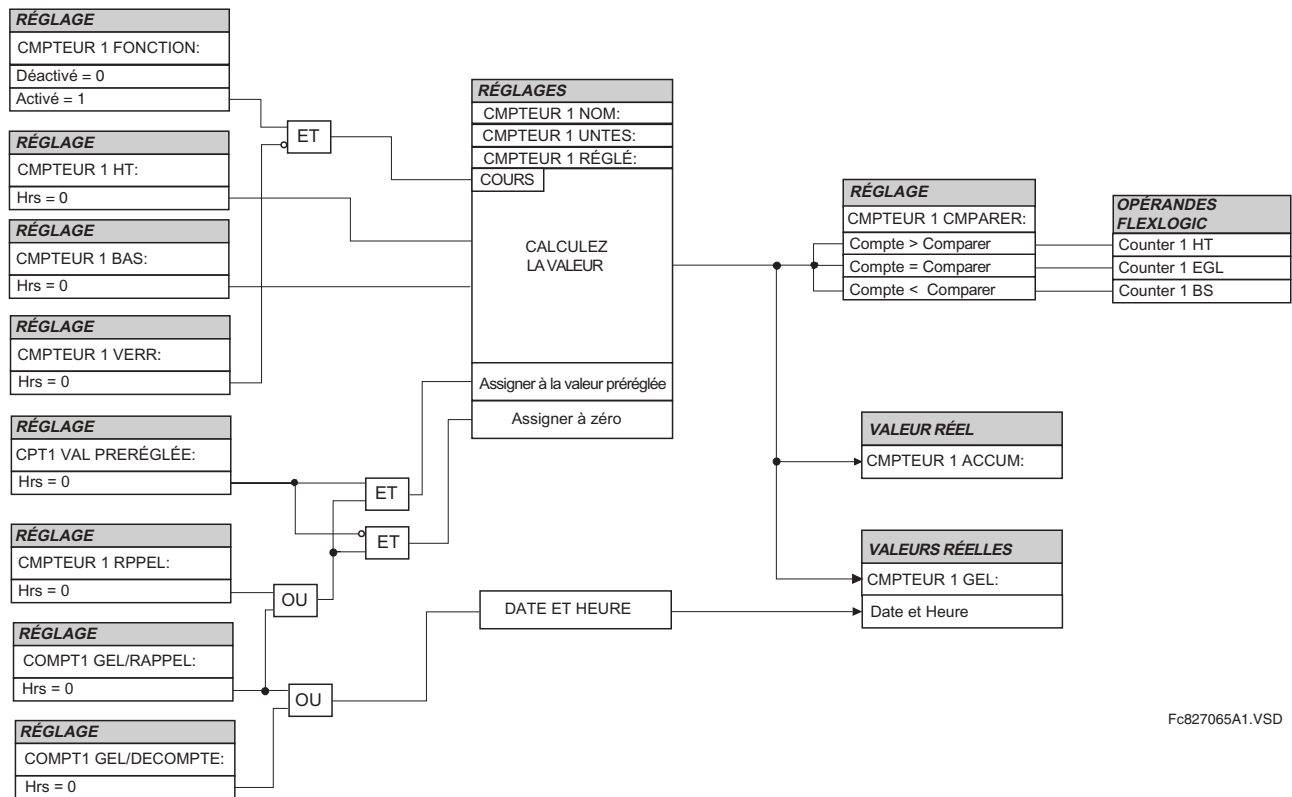 RÉGLAGE
CMPTEUR 1 FONCTION:
Déactivé = 0
Activé = 1
RÉGLAGE
CMPTEUR 1 HT:
Hrs = 0
RÉGLAGE
CMPTEUR 1 BAS:
Hrs = 0
RÉGLAGE
CMPTEUR 1 VERR:
Hrs = 0
RÉGLAGE
CPT1 VAL PRERÉGLÉE:
Hrs = 0
RÉGLAGE
CMPTEUR 1 RPPEL:
Hrs = 0
RÉGLAGE
COMPT1 GEL/RAPPEL:
Hrs = 0
RÉGLAGE
COMPT1 GEL/DECOMPTE:
Hrs = 0
ET
ET
ET
OU
OU
RÉGLAGES
CMPTEUR 1 NOM:
CMPTEUR 1 UNTES:
CMPTEUR 1 RÉGLÉ:
COURS
CALCULEZ
LA VALEUR
Assigner à la valeur préréglée
Assigner à zéro
DATE ET HEURE
RÉGLAGE
CMPTEUR 1 CMPARER:
Compte > Comparer
Compte = Comparer
Compte < Comparer
OPÉRANDES
FLEXLOGIC
Counter 1 HT
Counter 1 EGL
Counter 1 BS
VALEUR RÉEL
CMPTEUR 1 ACCUM:
VALEURS RÉELLES
CMPTEUR 1 GEL:
Date et Heure
Fc827065A1.VSD